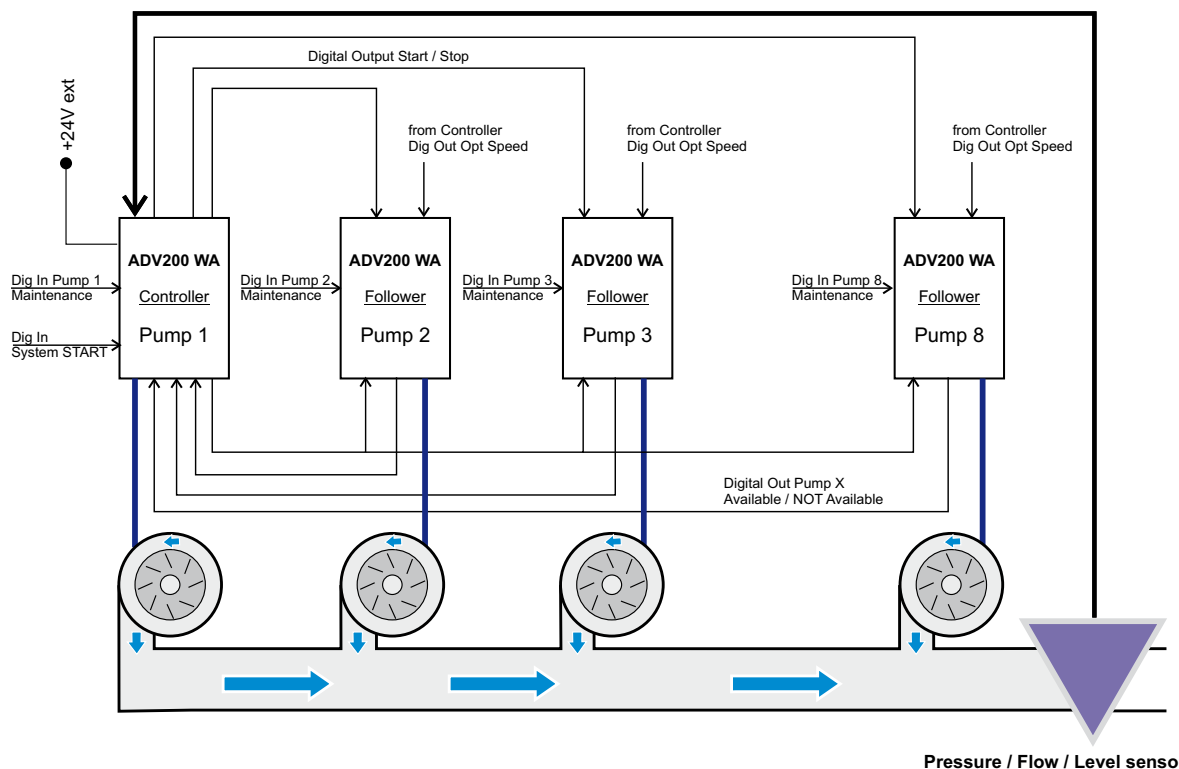 Digital Output Start / Stop
+24V ext
from Controller
Dig Out Opt Speed
from Controller
Dig Out Opt Speed
from Controller
Dig Out Opt Speed
ADV200 WA
Controller
Pump 1
ADV200 WA
Follower
Pump 2
ADV200 WA
Follower
Pump 3
ADV200 WA
Follower
Pump 8
Dig In Pump 1
Maintenance
Dig In
System START
Dig In Pump 2
Maintenance
Dig In Pump 3
Maintenance
Dig In Pump 8
Maintenance
Digital Out Pump X
Available / NOT Available
Pressure / Flow / Level senso